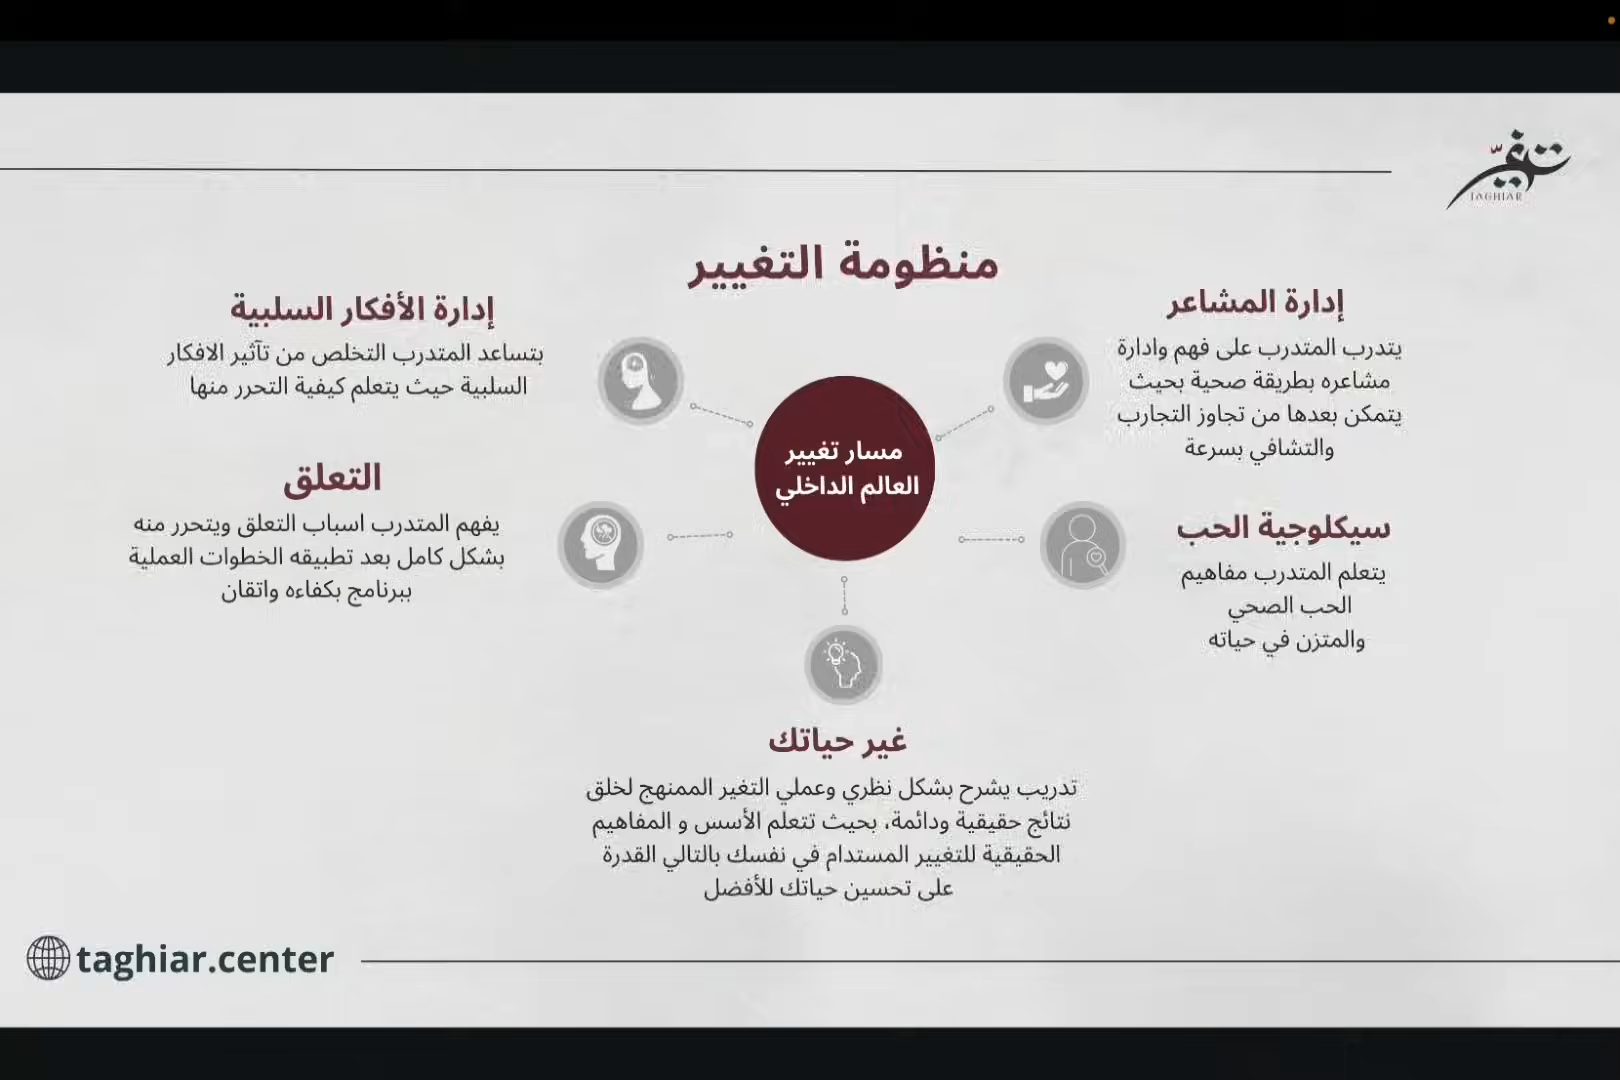 تغيّر
TAGHIAR
منظومة التغيير
إدارة المشاعر
يتدرب المتدرب على فهم وادارة
مشاعره بطريقة صحية بحيث
يتمكن بعدها من تجاوز التجارب
والتشافي بسرعة
إدارة الأفكار السلبية
بتساعد المتدرب التخلص من تآثير الافكار
السلبية حيث يتعلم كيفية التحرر منها
مسار تغيير
العالم الداخلي
سيكلوجية الحب
يتعلم المتدرب مفاهيم
الحب الصحي
والمتزن في حياته
التعلق
يفهم المتدرب اسباب التعلق ويتحرر منه
بشكل كامل بعد تطبيقه الخطوات العملية
ببرنامج بكفاءه واتقان
غير حياتك
تدريب يشرح بشكل نظري وعملي التغير الممنهج لخلق
نتائج حقيقية ودائمة، بحيث تتعلم الأسس و المفاهيم
الحقيقية للتغيير المستدام في نفسك بالتالي القدرة
على تحسين حياتك للأفضل
taghiar.center